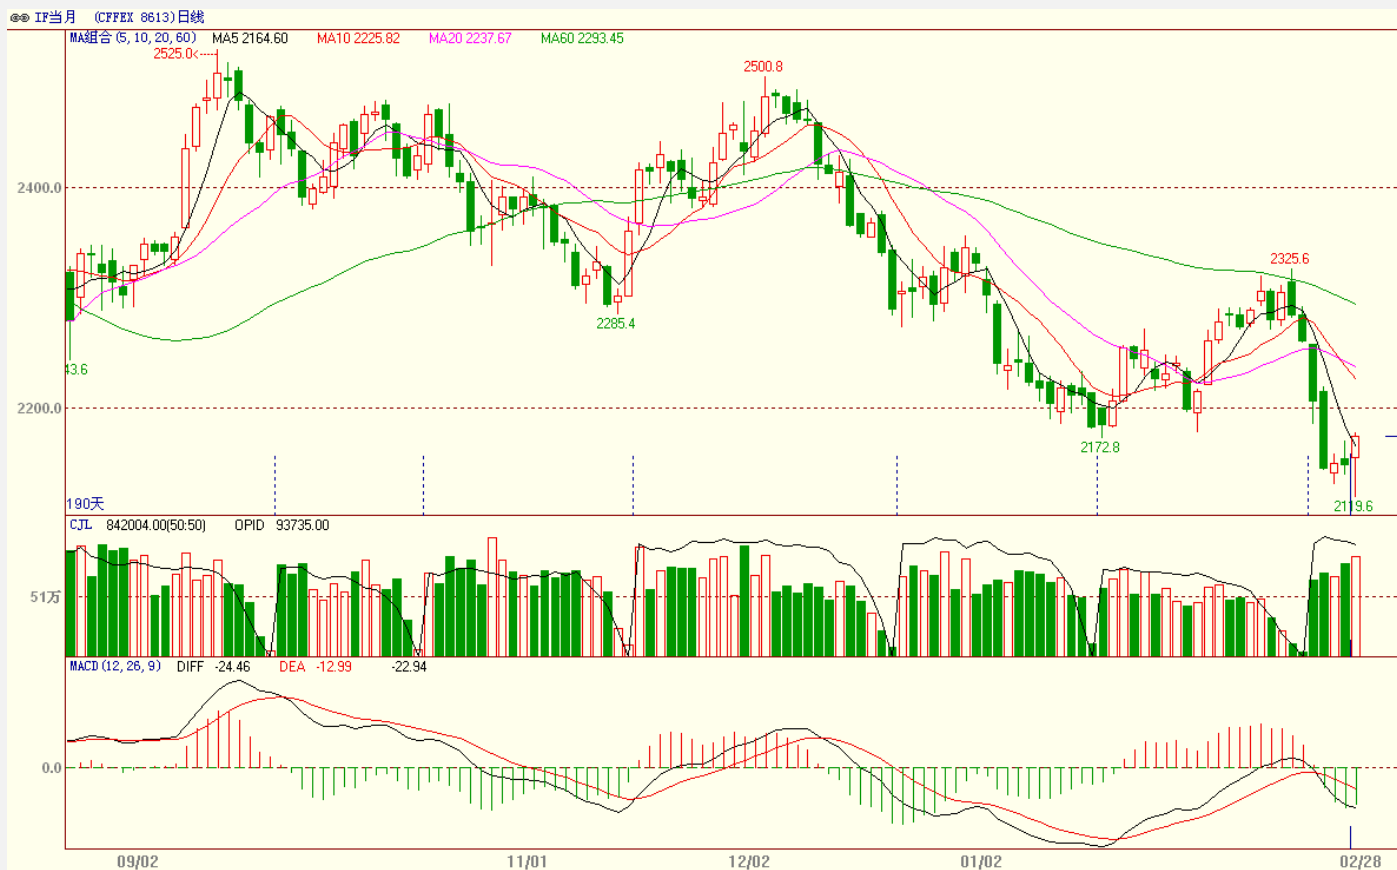 IF当月 (CFFEX 8613)日线
MA组合(5,10,20,60) MA5 2164.60 MA10 2225.82 MA20 2237.67 MA60 2293.45
2525.0
2500.8
2400.0
2325.6
2285.4
43.6
2200.0
2172.8
190天
2119.6
CJL 842004.00(50:50) OPID 93735.00
51万
MACD(12,26,9) DIFF -24.46 DEA -12.99 -22.94
0.0
09/02 11/01 12/02 01/02 02/28